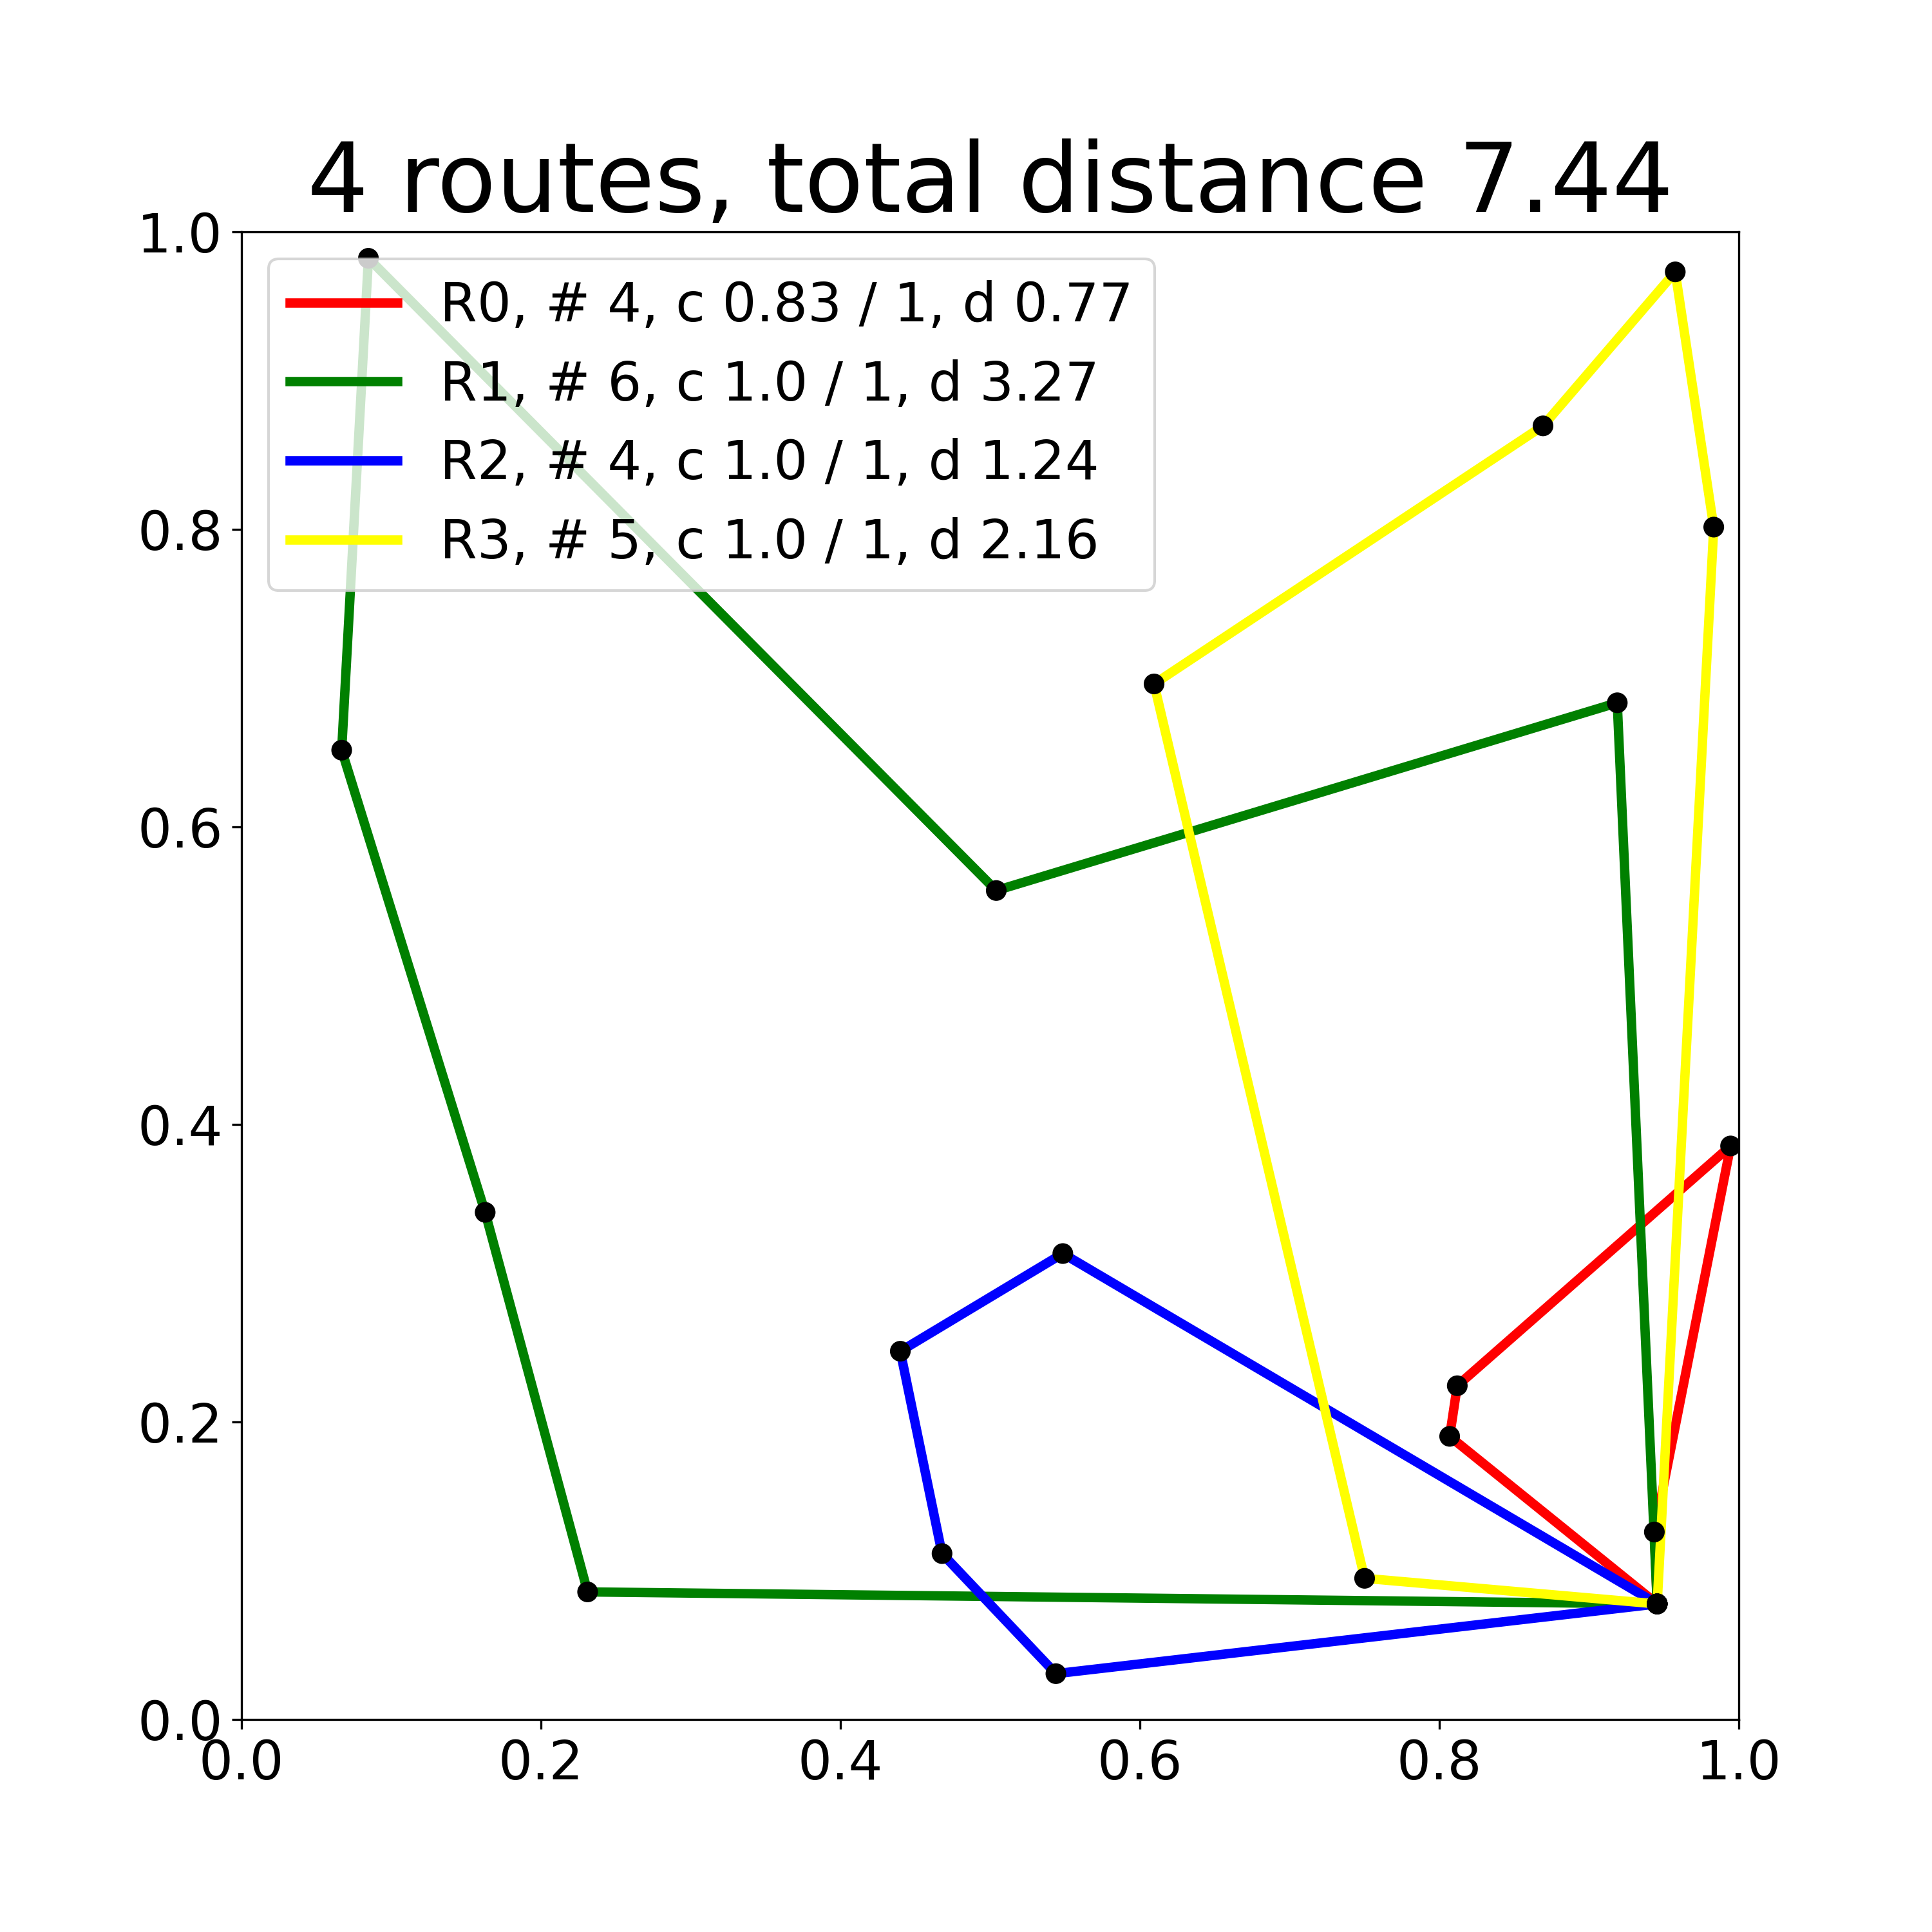 4 routes, total distance 7.44
1.0
R0, # 4, c 0.83 / 1, d 0.77
R1, # 6, c 1.0 / 1, d 3.27
R2, # 4, c 1.0 / 1, d 1.24
R3, # 5, c 1.0 / 1, d 2.16
0.8
0.6
0.4
0.2
0.0
0.0 0.2 0.4 0.6 0.8 1.0